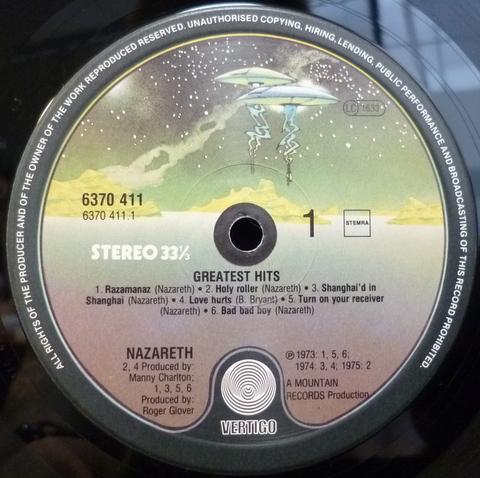 ALL RIGHTS OF THE PRODUCER AND OF THE OWNER OF THE WORK REPRODUCED RESERVED. UNAUTHORISED COPYING, HIRING, LENDING, PUBLIC PERFORMANCE AND BROADCASTING OF THIS RECORD PROHIBITED.
LC 1633
6370 411
6370 411.1
1
STEMRA
STEREO 33⅓
GREATEST HITS
1. Razamanaz (Nazareth) • 2. Holy roller (Nazareth) • 3. Shanghai'd in
Shanghai (Nazareth) • 4. Love hurts (B. Bryant) • 5. Turn on your receiver
(Nazareth) • 6. Bad bad boy (Nazareth)
NAZARETH
2, 4 Produced by:
Manny Charlton;
1, 3, 5, 6
Produced by:
Roger Glover
℗ 1973: 1, 5, 6;
1974: 3, 4; 1975: 2
A MOUNTAIN
RECORDS Production
VERTIGO